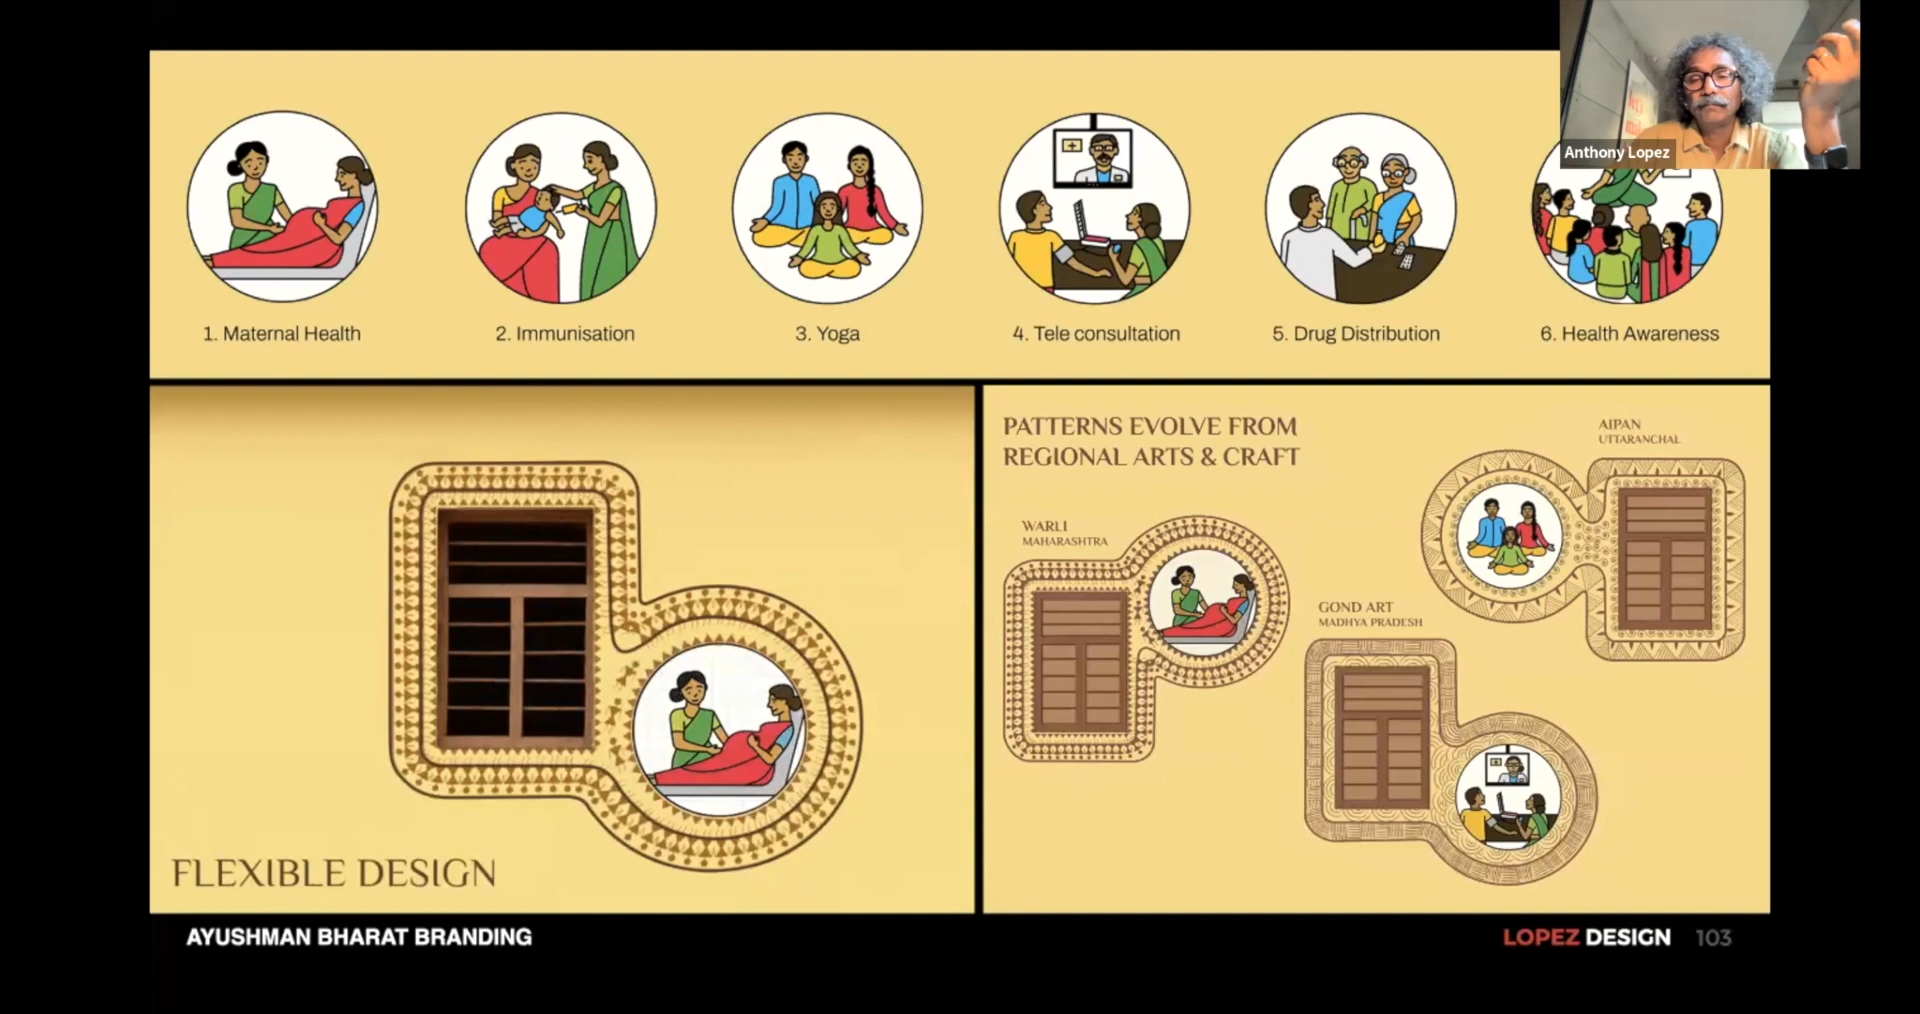 Anthony Lopez
1. Maternal Health
2. Immunisation
3. Yoga
4. Tele consultation
5. Drug Distribution
6. Health Awareness
FLEXIBLE DESIGN
PATTERNS EVOLVE FROM
REGIONAL ARTS & CRAFT
WARLI
MAHARASHTRA
GOND ART
MADHYA PRADESH
AIPAN
UTTARANCHAL
AYUSHMAN BHARAT BRANDING
LOPEZ DESIGN 103